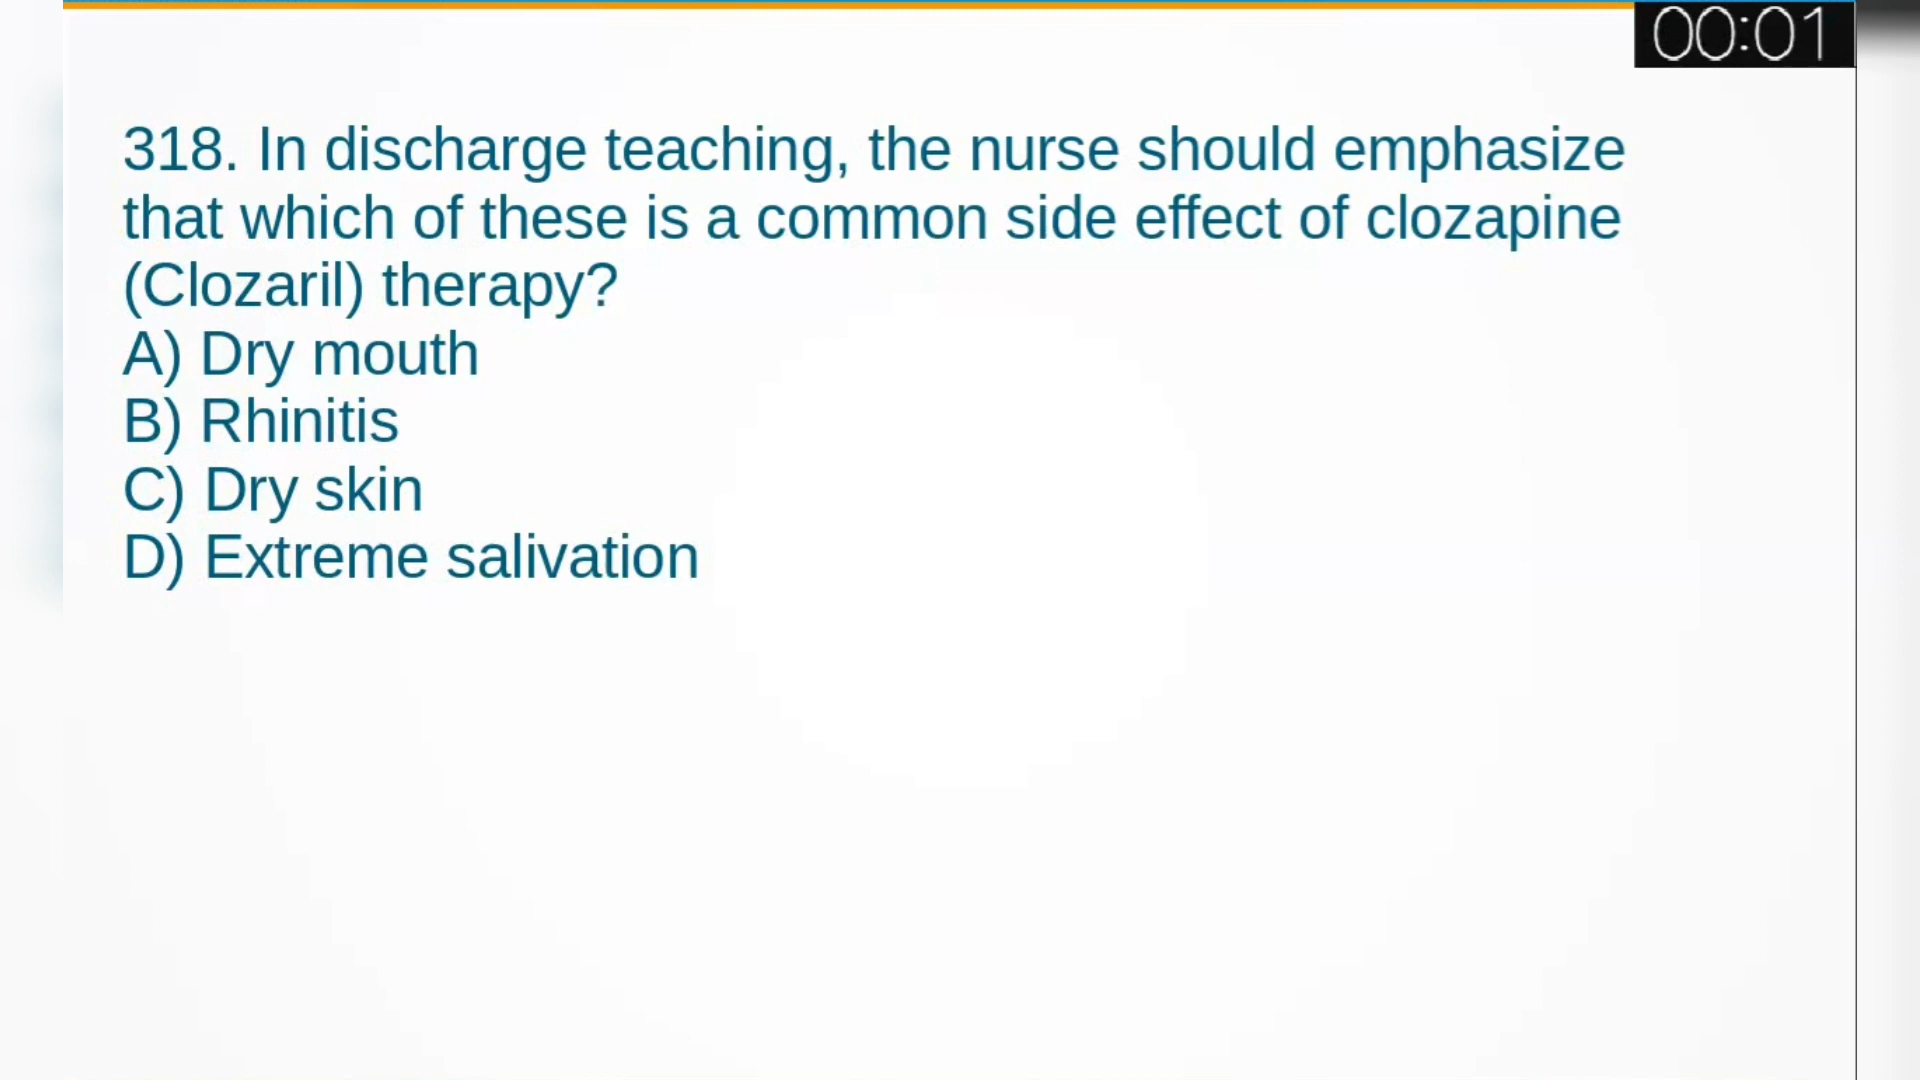 00:01
318. In discharge teaching, the nurse should emphasize
that which of these is a common side effect of clozapine
(Clozaril) therapy?
A) Dry mouth
B) Rhinitis
C) Dry skin
D) Extreme salivation